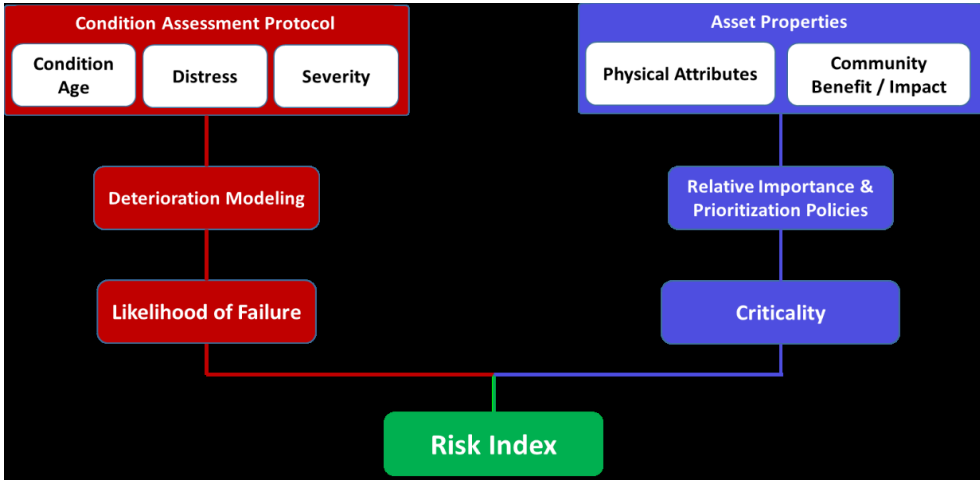 Condition Assessment Protocol
Condition
Age
Distress
Severity
Asset Properties
Physical Attributes
Community
Benefit / Impact
Deterioration Modeling
Relative Importance &
Prioritization Policies
Likelihood of Failure
Criticality
Risk Index